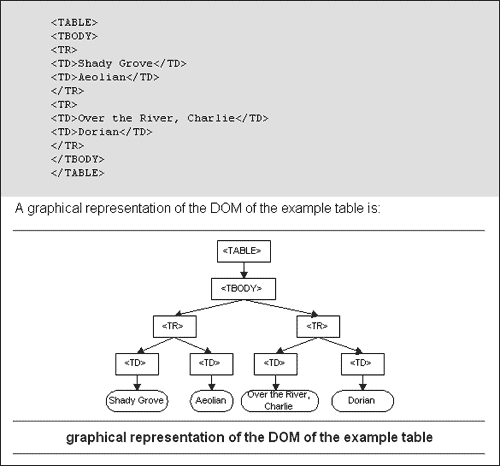 <TABLE>
<TBODY>
<TR>
<TD>Shady Grove</TD>
<TD>Aeolian</TD>
</TR>
<TR>
<TD>Over the River, Charlie</TD>
<TD>Dorian</TD>
</TR>
</TBODY>
</TABLE>
A graphical representation of the DOM of the example table is:
<TABLE>
<TBODY>
<TR> <TR>
<TD> <TD> <TD> <TD>
Shady Grove Aeolian Over the River, Charlie Dorian
graphical representation of the DOM of the example table